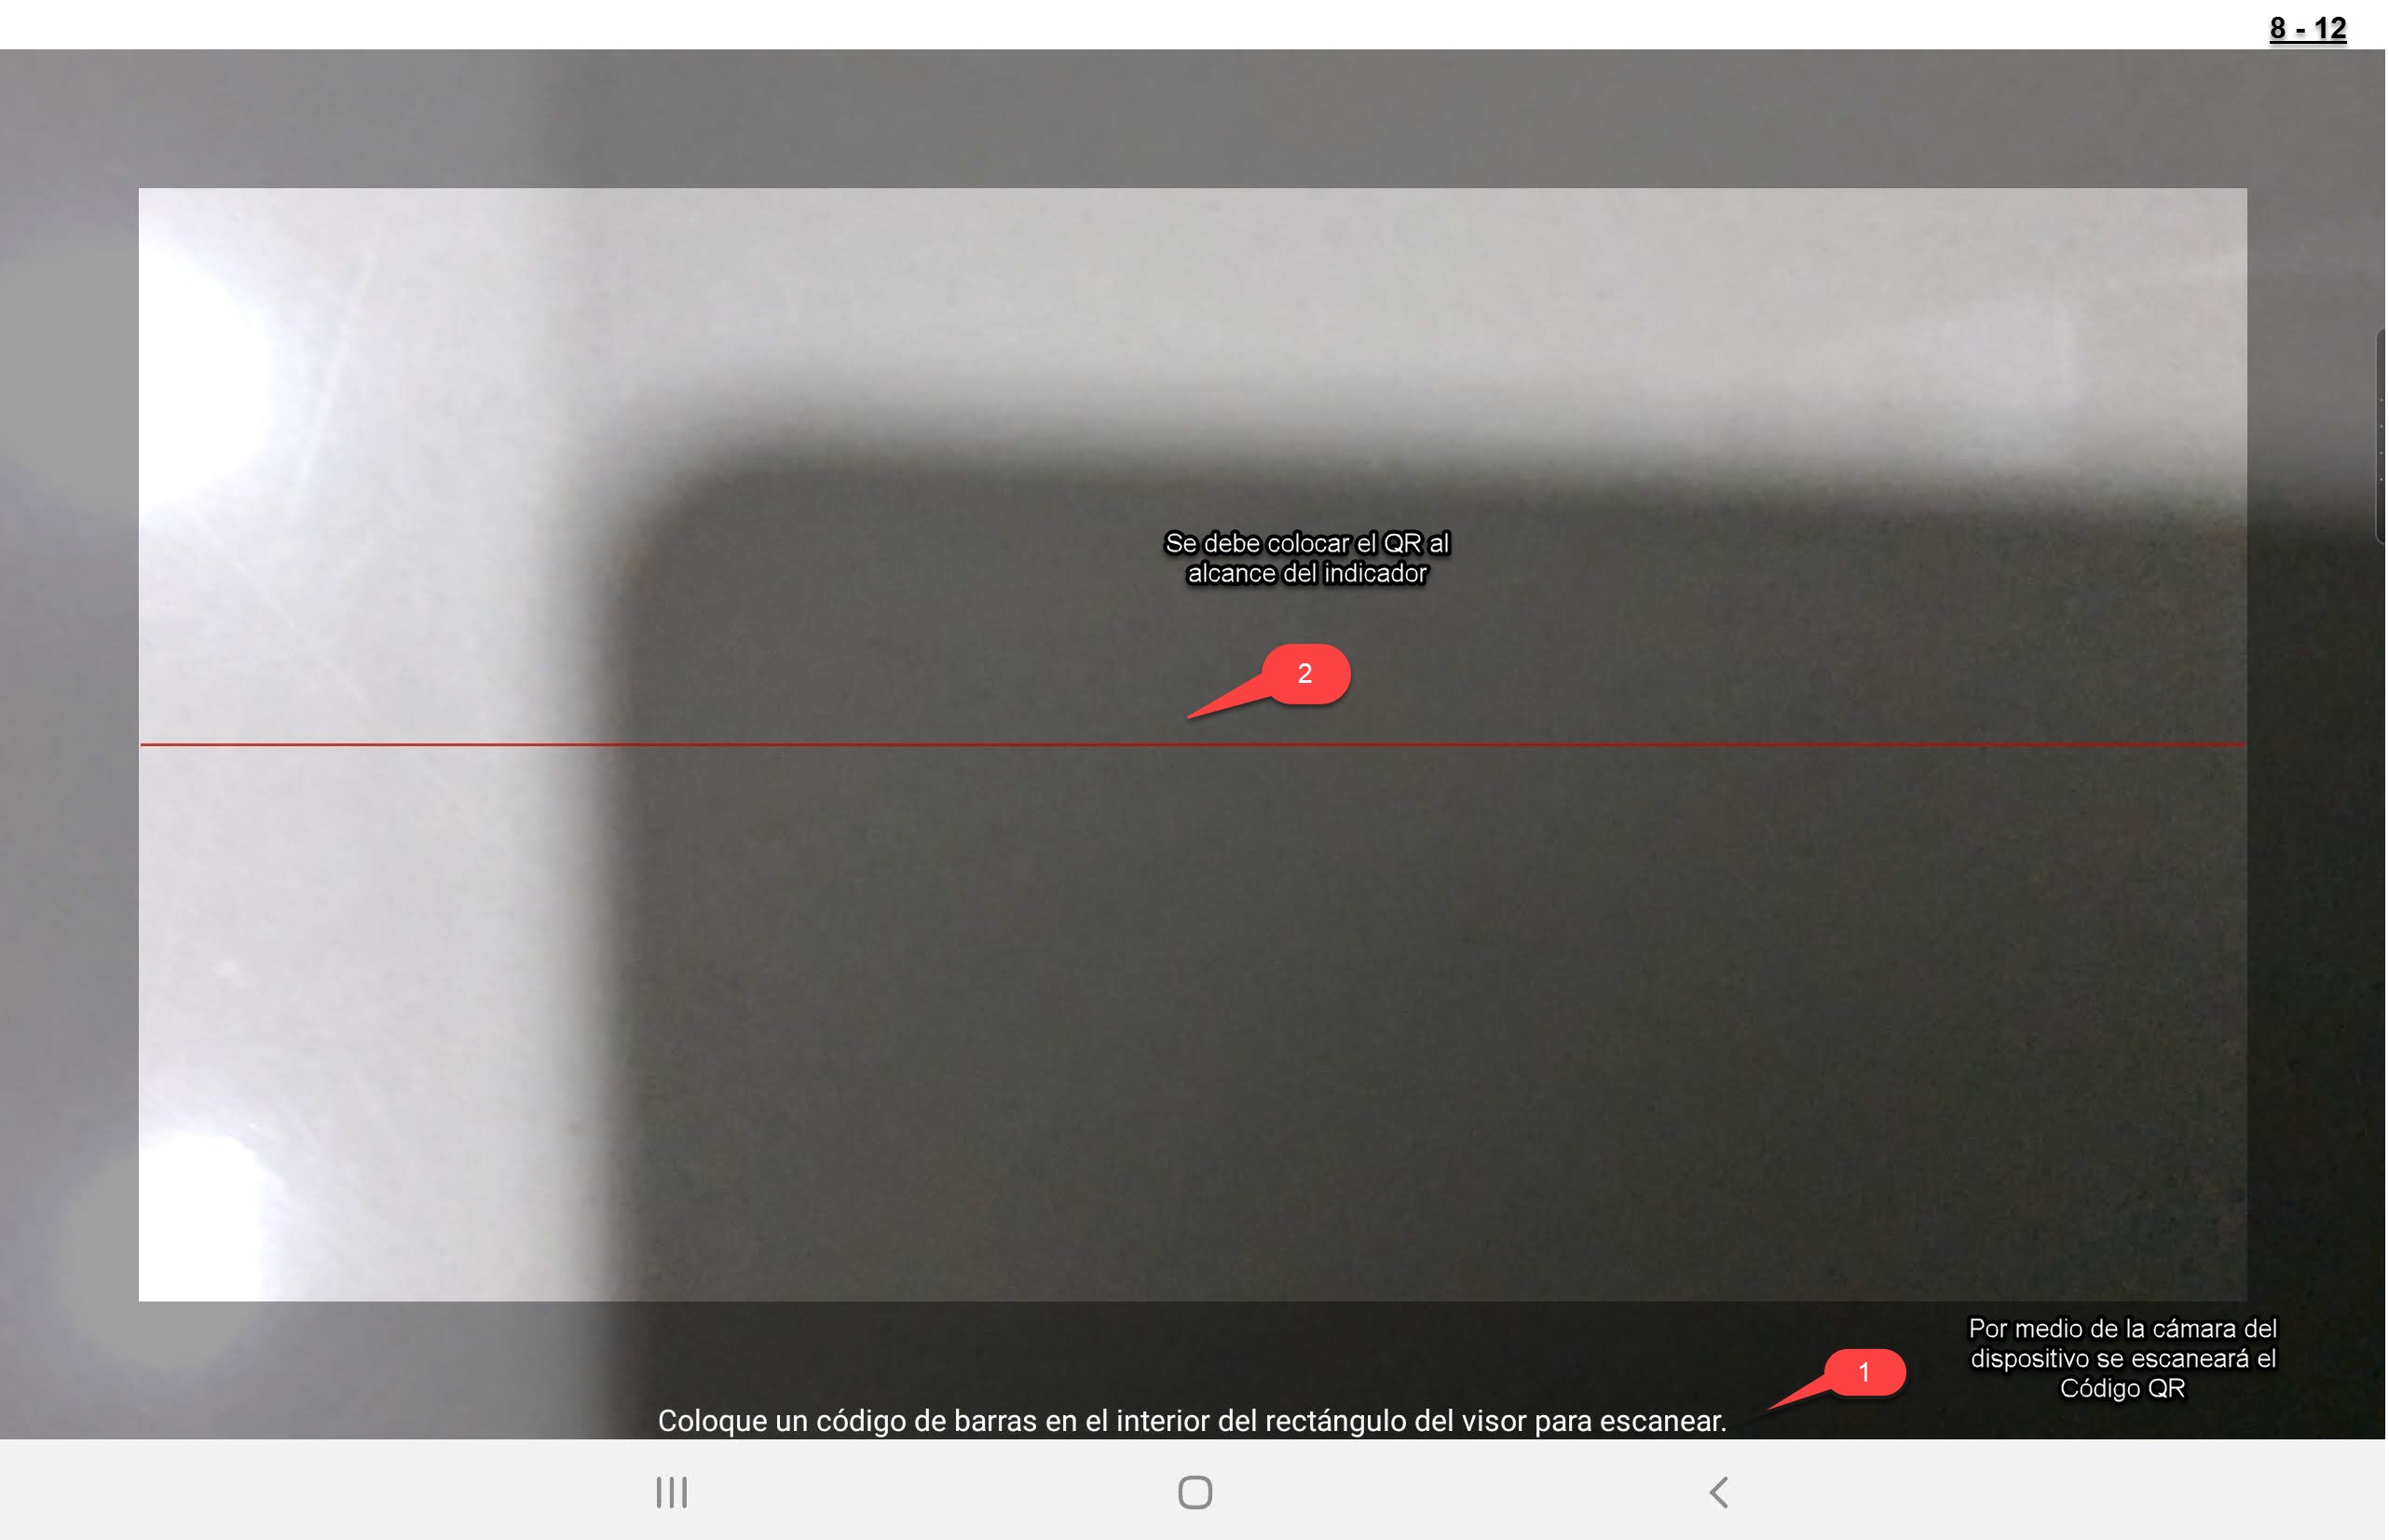 8 - 12
Se debe colocar el QR al
alcance del indicador
2
Por medio de la cámara del
dispositivo se escaneará el
Código QR
1
Coloque un código de barras en el interior del rectángulo del visor para escanear.